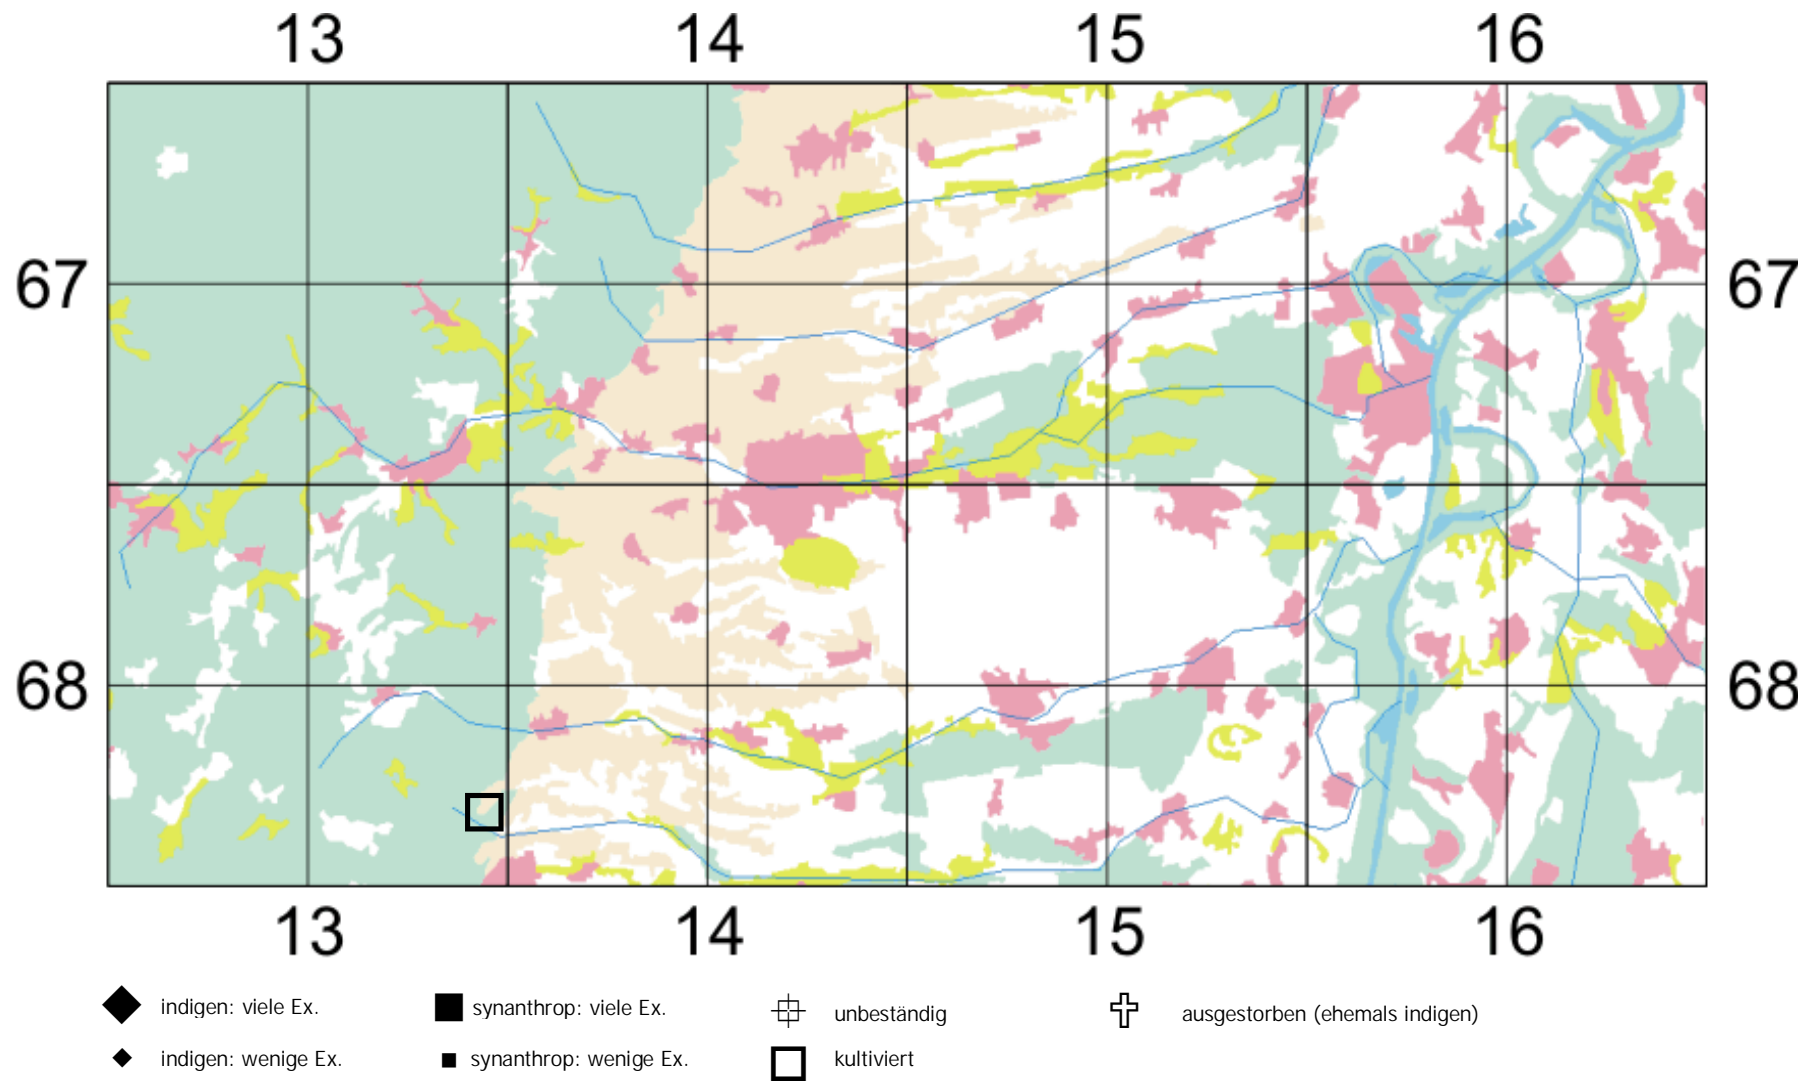 13 14 15 16
67 67
68 68
13 14 15 16
indigen: viele Ex. synanthrop: viele Ex. unbeständig ausgestorben (ehemals indigen)
indigen: wenige Ex. synanthrop: wenige Ex. kultiviert